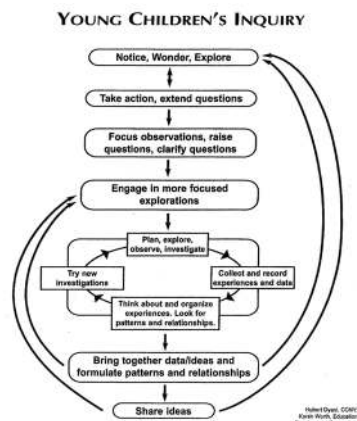 YOUNG CHILDREN'S INQUIRY
Notice, Wonder, Explore
Take action, extend questions
Focus observations, raise
questions, clarify questions
Engage in more focused
explorations
Plan, explore,
observe, investigate
Try new
investigations
Collect and record
experiences and data
Think about and organize
experiences. Look for
patterns and relationships.
Bring together data/ideas and
formulate patterns and relationships
Share ideas
Hubert Dyasi,
Karen Worth,